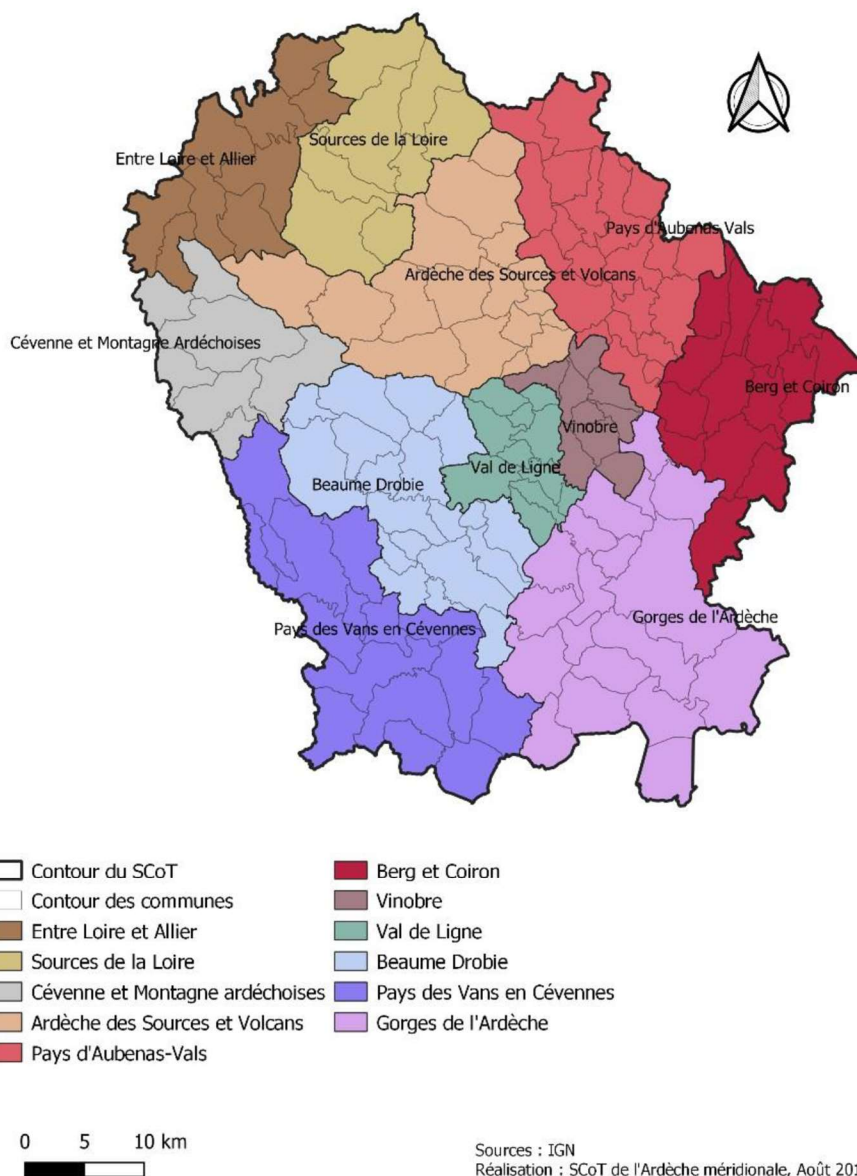 Sources de la Loire
Entre Loire et Allier
Pays d'Aubenas Vals
Ardèche des Sources et Volcans
Cévenne et Montagne Ardéchoises
Berg et Coiron
Vinobre
Val de Ligne
Beaume Drobie
Gorges de l'Ardèche
Pays des Vans en Cévennes
Contour du SCoT
Contour des communes
Entre Loire et Allier
Sources de la Loire
Cévenne et Montagne ardéchoises
Ardèche des Sources et Volcans
Pays d'Aubenas-Vals
Berg et Coiron
Vinobre
Val de Ligne
Beaume Drobie
Pays des Vans en Cévennes
Gorges de l'Ardèche
0 5 10 km
Sources : IGN
Réalisation : SCoT de l'Ardèche méridionale, Août